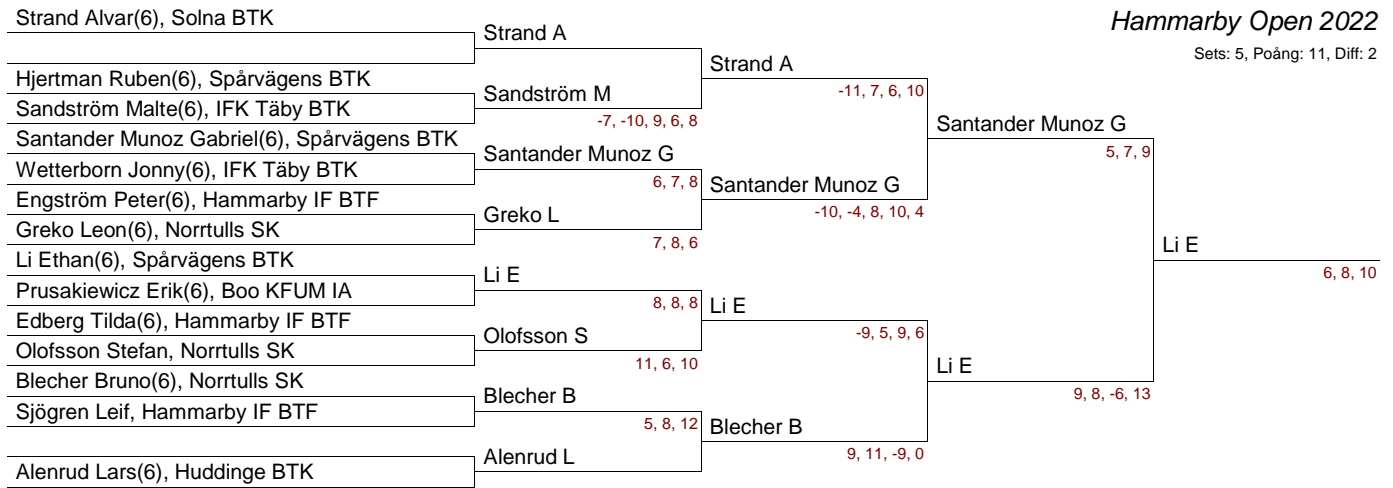 Hammarby Open 2022
Sets: 5, Poång: 11, Diff: 2
Strand Alvar(6), Solna BTK
Hjertman Ruben(6), Spårvägens BTK
Sandström Malte(6), IFK Täby BTK
Santander Munoz Gabriel(6), Spårvägens BTK
Wetterborn Jonny(6), IFK Täby BTK
Engström Peter(6), Hammarby IF BTF
Greko Leon(6), Norrtulls SK
Li Ethan(6), Spårvägens BTK
Prusakiewicz Erik(6), Boo KFUM IA
Edberg Tilda(6), Hammarby IF BTF
Olofsson Stefan, Norrtulls SK
Blecher Bruno(6), Norrtulls SK
Sjögren Leif, Hammarby IF BTF
Alenrud Lars(6), Huddinge BTK
Strand A
Sandström M
-7, -10, 9, 6, 8
Santander Munoz G
6, 7, 8
Greko L
7, 8, 6
Li E
8, 8, 8
Olofsson S
11, 6, 10
Blecher B
5, 8, 12
Alenrud L
Strand A
-11, 7, 6, 10
Santander Munoz G
-10, -4, 8, 10, 4
Li E
-9, 5, 9, 6
Blecher B
9, 11, -9, 0
Santander Munoz G
5, 7, 9
Li E
9, 8, -6, 13
Li E
6, 8, 10